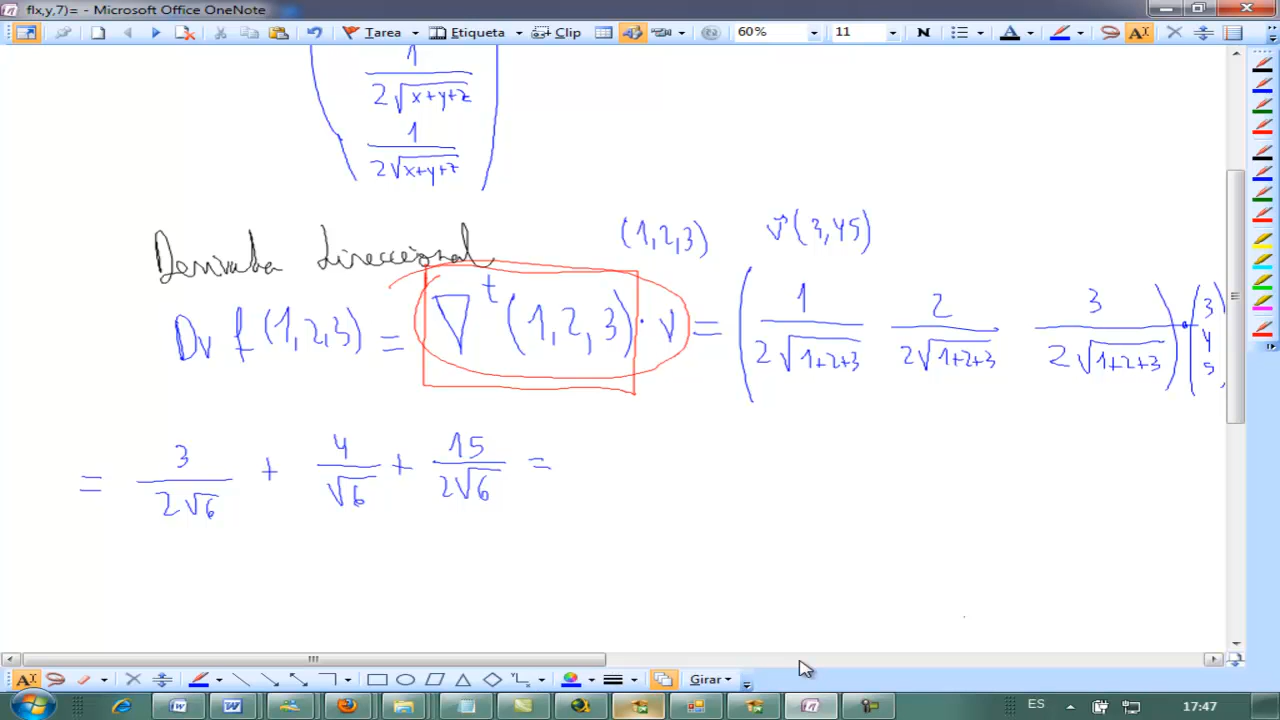 f(x,y,7)= - Microsoft Office OneNote
Tarea Etiqueta Clip 60% 11 N A A
1
2√x+y+z
1
2√x+y+z
(1,2,3) v⃗(3,45)
Derivada direccional
Dv f(1,2,3) = ∇^t (1,2,3) · v = (1/2√1+2+3 2/2√1+2+3 3/2√1+2+3) · (3 4 5
= 3/2√6 + 4/√6 + 15/2√6 =
A Girar
ES 17:47